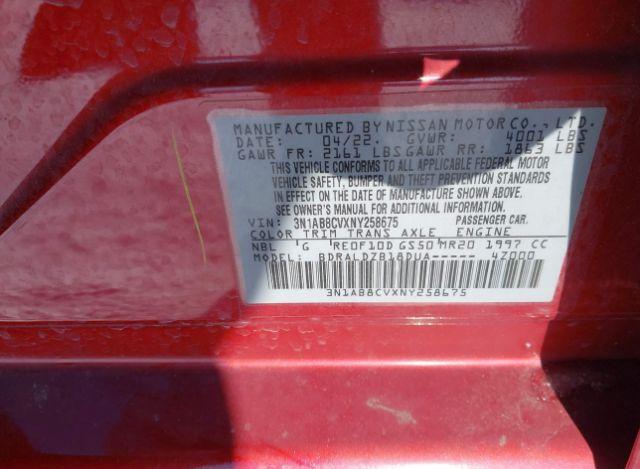 MANUFACTURED BY NISSAN MOTOR CO., LTD.
DATE: 04/22 GVWR: 4001 LBS
GAWR FR: 2161 LBS GAWR RR: 1863 LBS
THIS VEHICLE CONFORMS TO ALL APPLICABLE FEDERAL MOTOR
VEHICLE SAFETY, BUMPER AND THEFT PREVENTION STANDARDS
IN EFFECT ON THE DATE OF MANUFACTURE SHOWN ABOVE.
SEE OWNER'S MANUAL FOR ADDITIONAL INFORMATION.
VIN: 3N1AB8CVXNY258675 PASSENGER CAR.
COLOR TRIM TRANS AXLE ENGINE
NBL G RE0F10D GS50 MR20 1997 CC
MODEL: BDRALDZB18DUA----- 4Z000
3N1AB8CVXNY258675